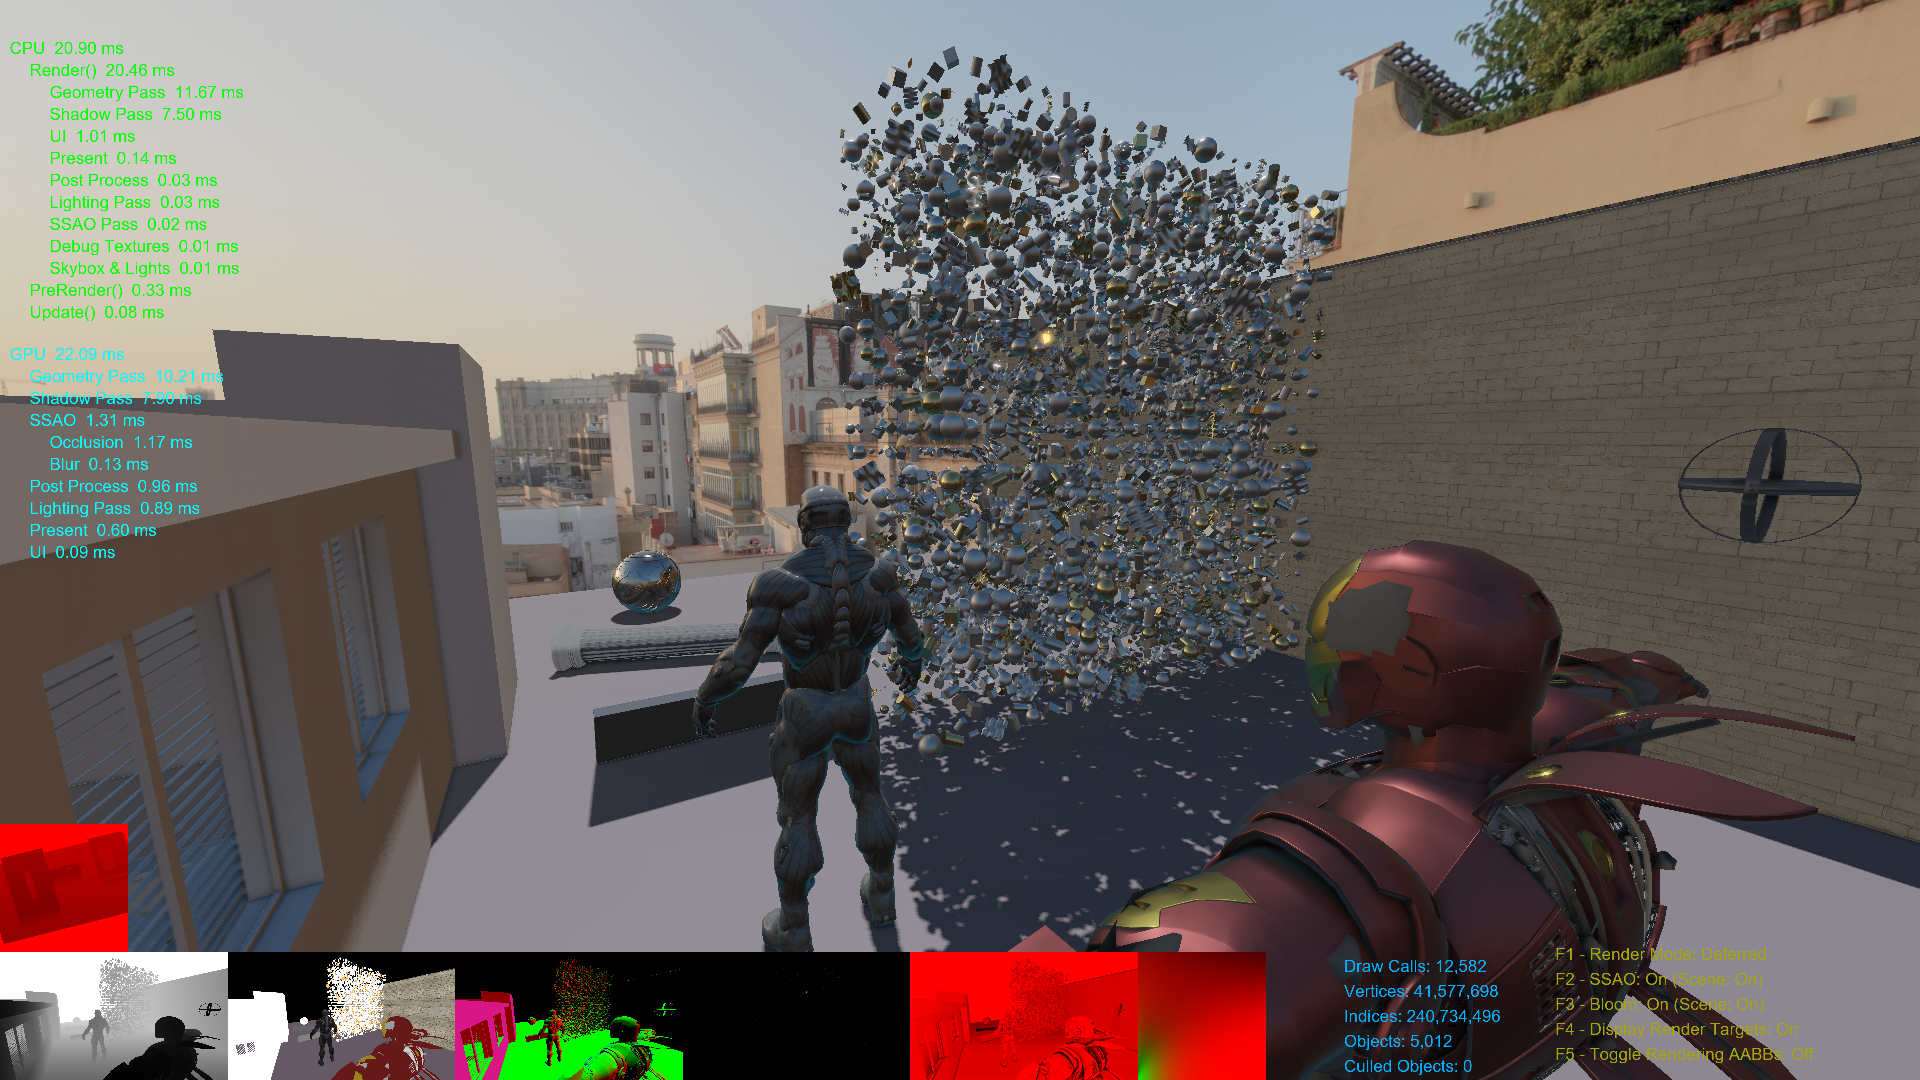 CPU  20.90 ms
Render()  20.46 ms
Geometry Pass  11.67 ms
Shadow Pass  7.50 ms
UI  1.01 ms
Present  0.14 ms
Post Process  0.03 ms
Lighting Pass  0.03 ms
SSAO Pass  0.02 ms
Debug Textures  0.01 ms
Skybox & Lights  0.01 ms
PreRender()  0.33 ms
Update()  0.08 ms
GPU  22.09 ms
Geometry Pass  10.21 ms
Shadow Pass  7.90 ms
SSAO  1.31 ms
Occlusion  1.17 ms
Blur  0.13 ms
Post Process  0.96 ms
Lighting Pass  0.89 ms
Present  0.60 ms
UI  0.09 ms
Draw Calls: 12,582
Vertices: 41,577,698
Indices: 240,734,496
Objects: 5,012
Culled Objects: 0
F1 - Render Mode: Deferred
F2 - SSAO: On (Scene: On)
F3 - Bloom: On (Scene: On)
F4 - Display Render Targets: On
F5 - Toggle Rendering AABBs: Off